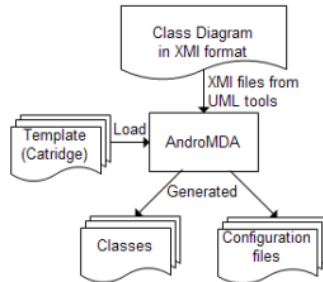 Class Diagram
in XMI format
XMI files from
UML tools
Template
(Catridge)
Load
AndroMDA
Generated
Classes
Configuration
files